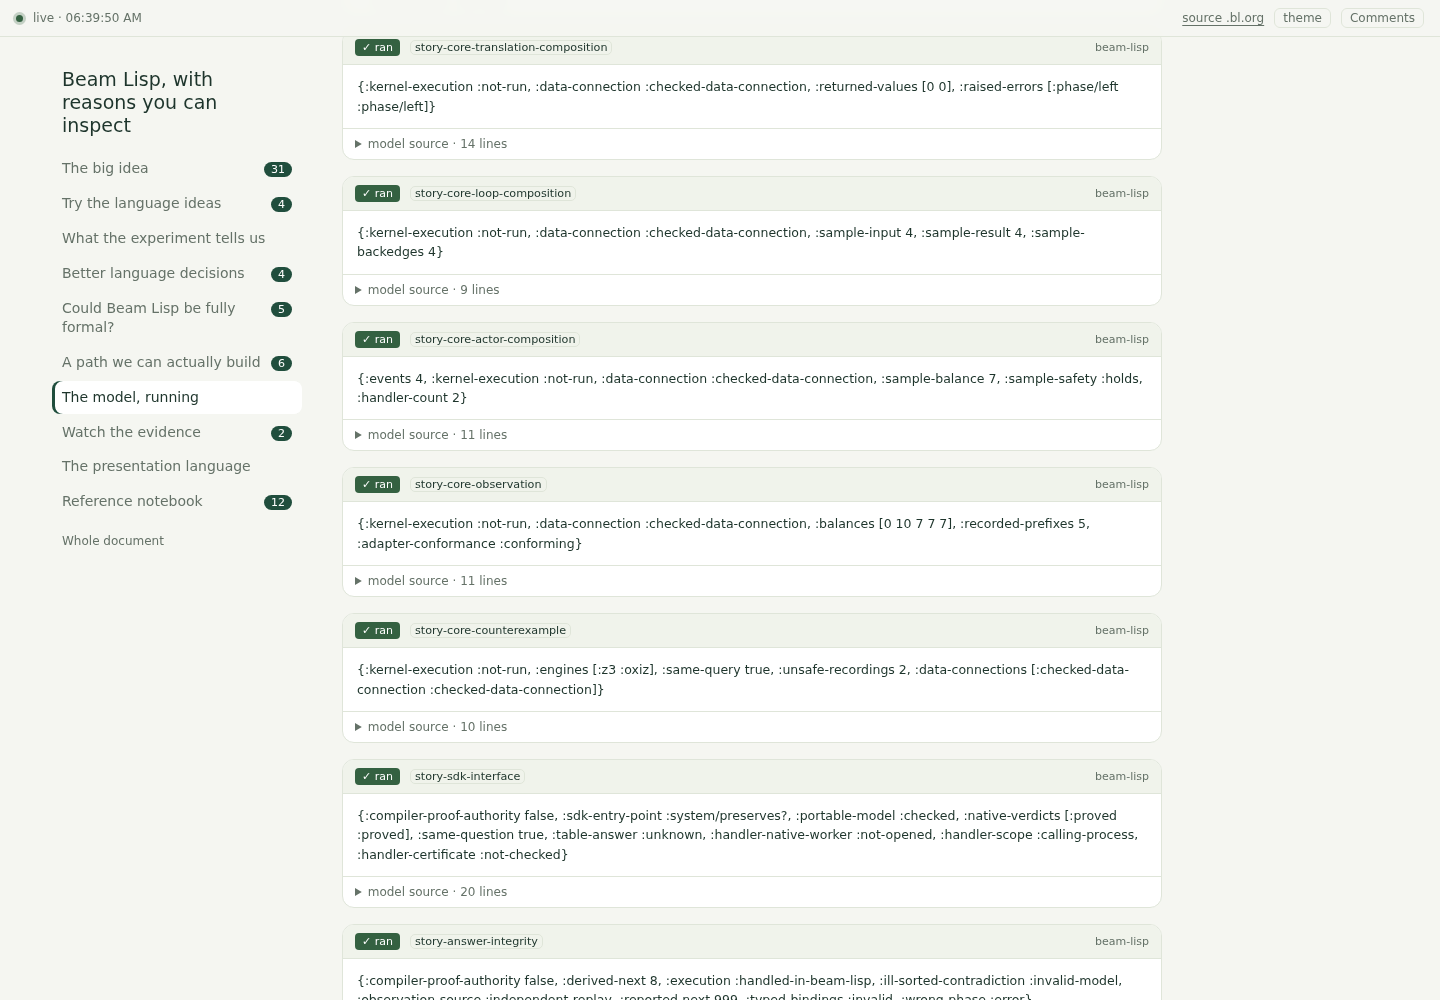 live · 06:39:50 AM
source .bl.org
theme
Comments
Beam Lisp, with
reasons you can
inspect
The big idea 31
Try the language ideas 4
What the experiment tells us
Better language decisions 4
Could Beam Lisp be fully
formal? 5
A path we can actually build 6
The model, running
Watch the evidence 2
The presentation language
Reference notebook 12
Whole document
✓ ran story-core-translation-composition beam-lisp
{:kernel-execution :not-run, :data-connection :checked-data-connection, :returned-values [0 0], :raised-errors [:phase/left
:phase/left]}
▶ model source · 14 lines
✓ ran story-core-loop-composition beam-lisp
{:kernel-execution :not-run, :data-connection :checked-data-connection, :sample-input 4, :sample-result 4, :sample-
backedges 4}
▶ model source · 9 lines
✓ ran story-core-actor-composition beam-lisp
{:events 4, :kernel-execution :not-run, :data-connection :checked-data-connection, :sample-balance 7, :sample-safety :holds,
:handler-count 2}
▶ model source · 11 lines
✓ ran story-core-observation beam-lisp
{:kernel-execution :not-run, :data-connection :checked-data-connection, :balances [0 10 7 7 7], :recorded-prefixes 5,
:adapter-conformance :conforming}
▶ model source · 11 lines
✓ ran story-core-counterexample beam-lisp
{:kernel-execution :not-run, :engines [:z3 :oxiz], :same-query true, :unsafe-recordings 2, :data-connections [:checked-data-
connection :checked-data-connection]}
▶ model source · 10 lines
✓ ran story-sdk-interface beam-lisp
{:compiler-proof-authority false, :sdk-entry-point :system/preserves?, :portable-model :checked, :native-verdicts [:proved
:proved], :same-question true, :table-answer :unknown, :handler-native-worker :not-opened, :handler-scope :calling-process,
:handler-certificate :not-checked}
▶ model source · 20 lines
✓ ran story-answer-integrity beam-lisp
{:compiler-proof-authority false, :derived-next 8, :execution :handled-in-beam-lisp, :ill-sorted-contradiction :invalid-model,
:observation-source :independent-replay, :reported-next 999, :typed-bindings :invalid, :wrong-phase :error}